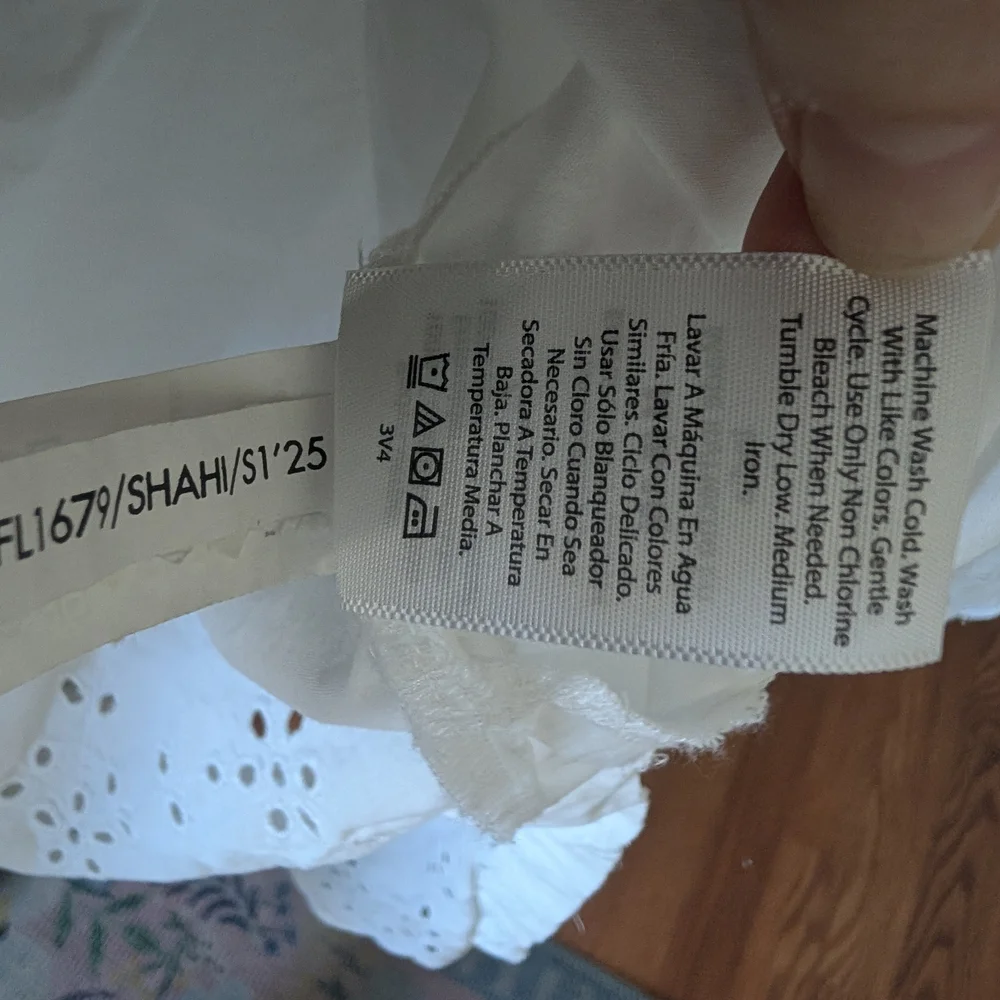 Machine Wash Cold. Wash
With Like Colors. Gentle
Cycle. Use Only Non Chlorine
Bleach When Needed.
Tumble Dry Low. Medium
Iron.
Lavar A Máquina En Agua
Fría. Lavar Con Colores
Similares. Ciclo Delicado.
Usar Sólo Blanqueador
Sin Cloro Cuando Sea
Necesario. Secar En
Secadora A Temperatura
Baja. Planchar A
Temperatura Media.
3V4
FL1679/SHAHI/S1'25